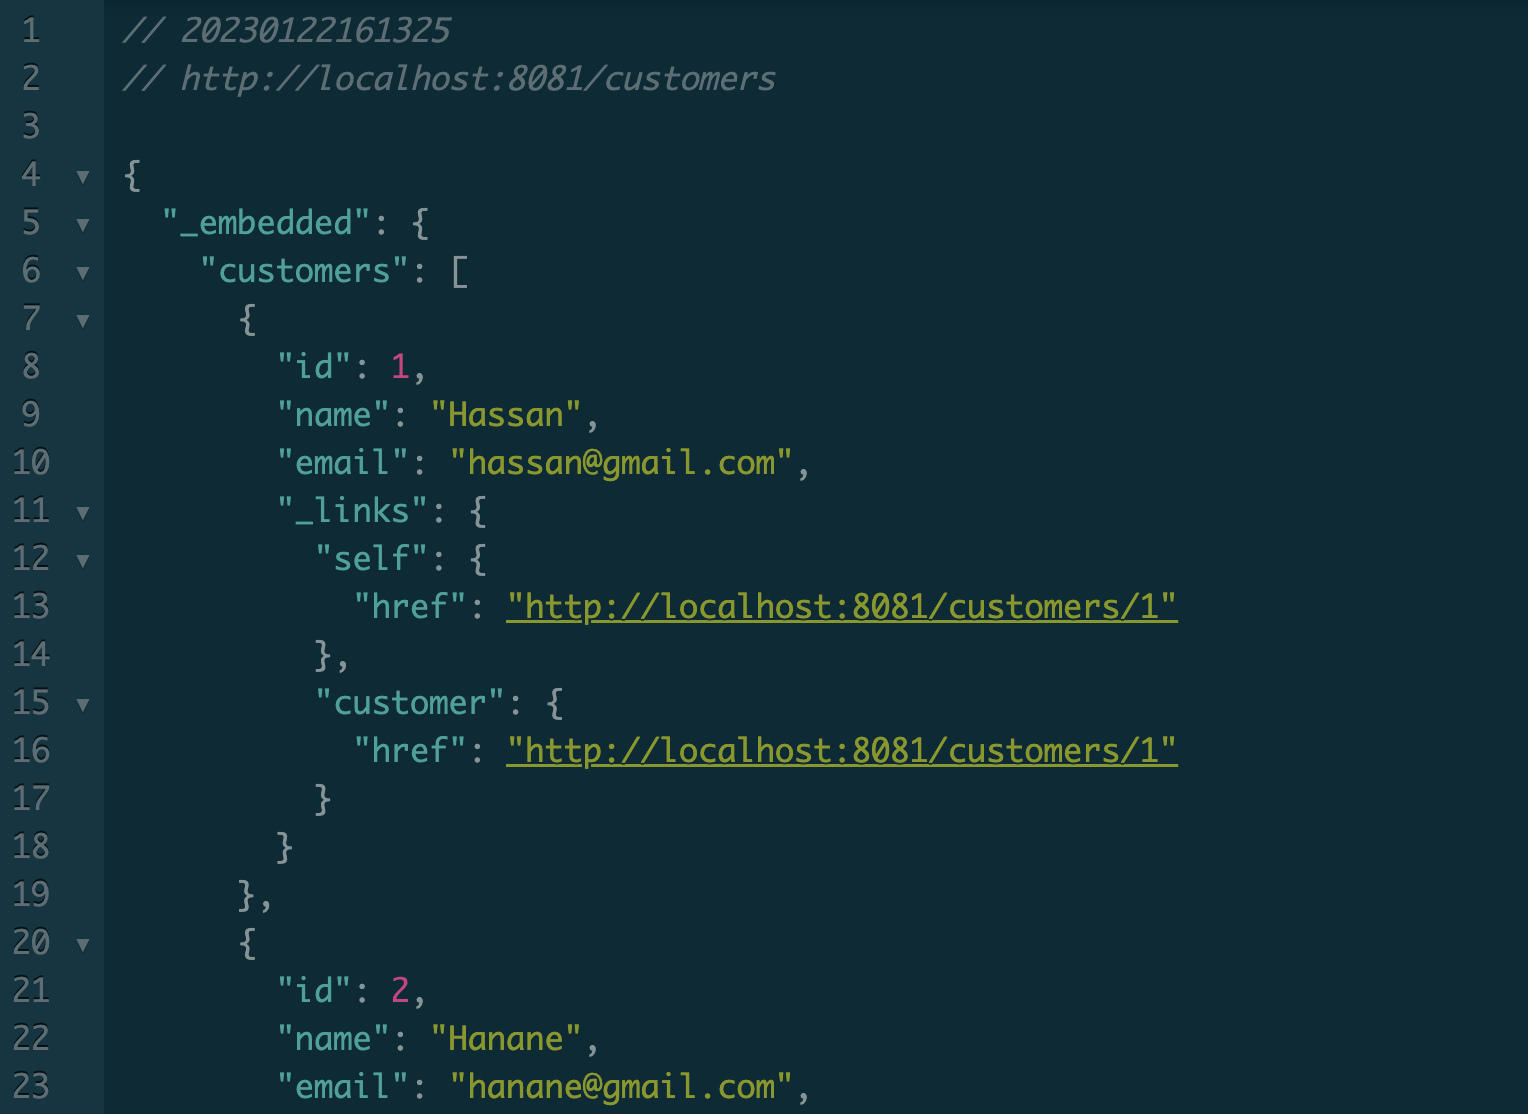 1 // 20230122161325
2 // http://localhost:8081/customers
3
4 ▼ {
5 ▼   "_embedded": {
6 ▼     "customers": [
7 ▼       {
8         "id": 1,
9         "name": "Hassan",
10         "email": "hassan@gmail.com",
11 ▼         "_links": {
12 ▼           "self": {
13             "href": "http://localhost:8081/customers/1"
14           },
15 ▼           "customer": {
16             "href": "http://localhost:8081/customers/1"
17           }
18         }
19       },
20 ▼       {
21         "id": 2,
22         "name": "Hanane",
23         "email": "hanane@gmail.com",